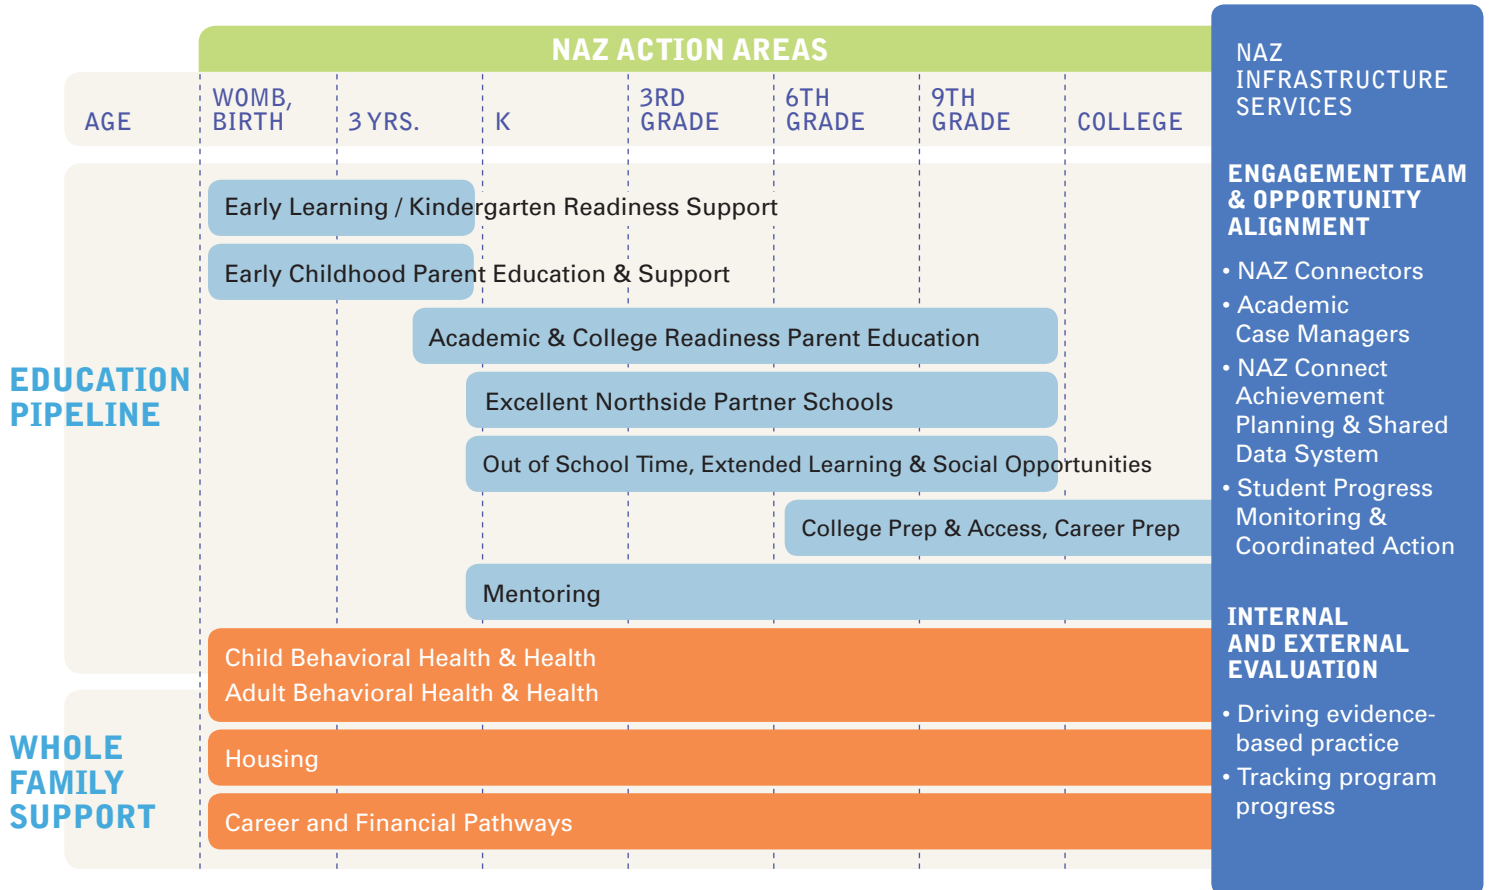 NAZ ACTION AREAS
AGE
WOMB,
BIRTH
3 YRS.
K
3RD
GRADE
6TH
GRADE
9TH
GRADE
COLLEGE
EDUCATION
PIPELINE
Early Learning / Kindergarten Readiness Support
Early Childhood Parent Education & Support
Academic & College Readiness Parent Education
Excellent Northside Partner Schools
Out of School Time, Extended Learning & Social Opportunities
College Prep & Access, Career Prep
Mentoring
Child Behavioral Health & Health
Adult Behavioral Health & Health
WHOLE
FAMILY
SUPPORT
Housing
Career and Financial Pathways
NAZ
INFRASTRUCTURE
SERVICES
ENGAGEMENT TEAM
& OPPORTUNITY
ALIGNMENT
• NAZ Connectors
• Academic
Case Managers
• NAZ Connect
Achievement
Planning & Shared
Data System
• Student Progress
Monitoring &
Coordinated Action
INTERNAL
AND EXTERNAL
EVALUATION
• Driving evidence-
based practice
• Tracking program
progress